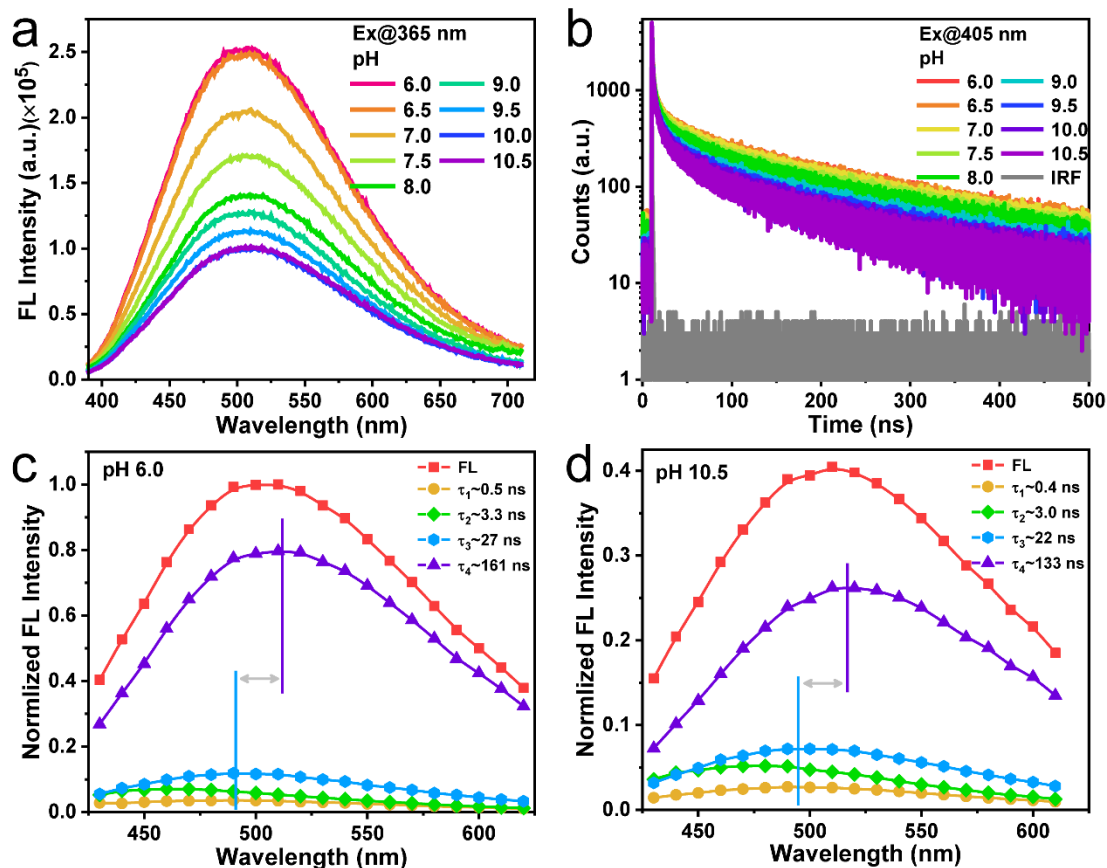 a
Ex@365 nm
pH
6.0 9.0
6.5 9.5
7.0 10.0
7.5 10.5
8.0
FL Intensity (a.u.)(×10⁵)
2.5
2.0
1.5
1.0
0.5
0.0
400 450 500 550 600 650 700
Wavelength (nm)
b
Ex@405 nm
pH
6.0 9.0
6.5 9.5
7.0 10.0
7.5 10.5
8.0 IRF
Counts (a.u.)
1000
100
10
1
0 100 200 300 400 500
Time (ns)
c
pH 6.0
FL
τ₁~0.5 ns
τ₂~3.3 ns
τ₃~27 ns
τ₄~161 ns
Normlized FL Intensity
1.0
0.8
0.6
0.4
0.2
0.0
450 500 550 600
Wavelength (nm)
d
pH 10.5
FL
τ₁~0.4 ns
τ₂~3.0 ns
τ₃~22 ns
τ₄~133 ns
Normlized FL Intensity
0.4
0.3
0.2
0.1
0.0
450 500 550 600
Wavelength (nm)